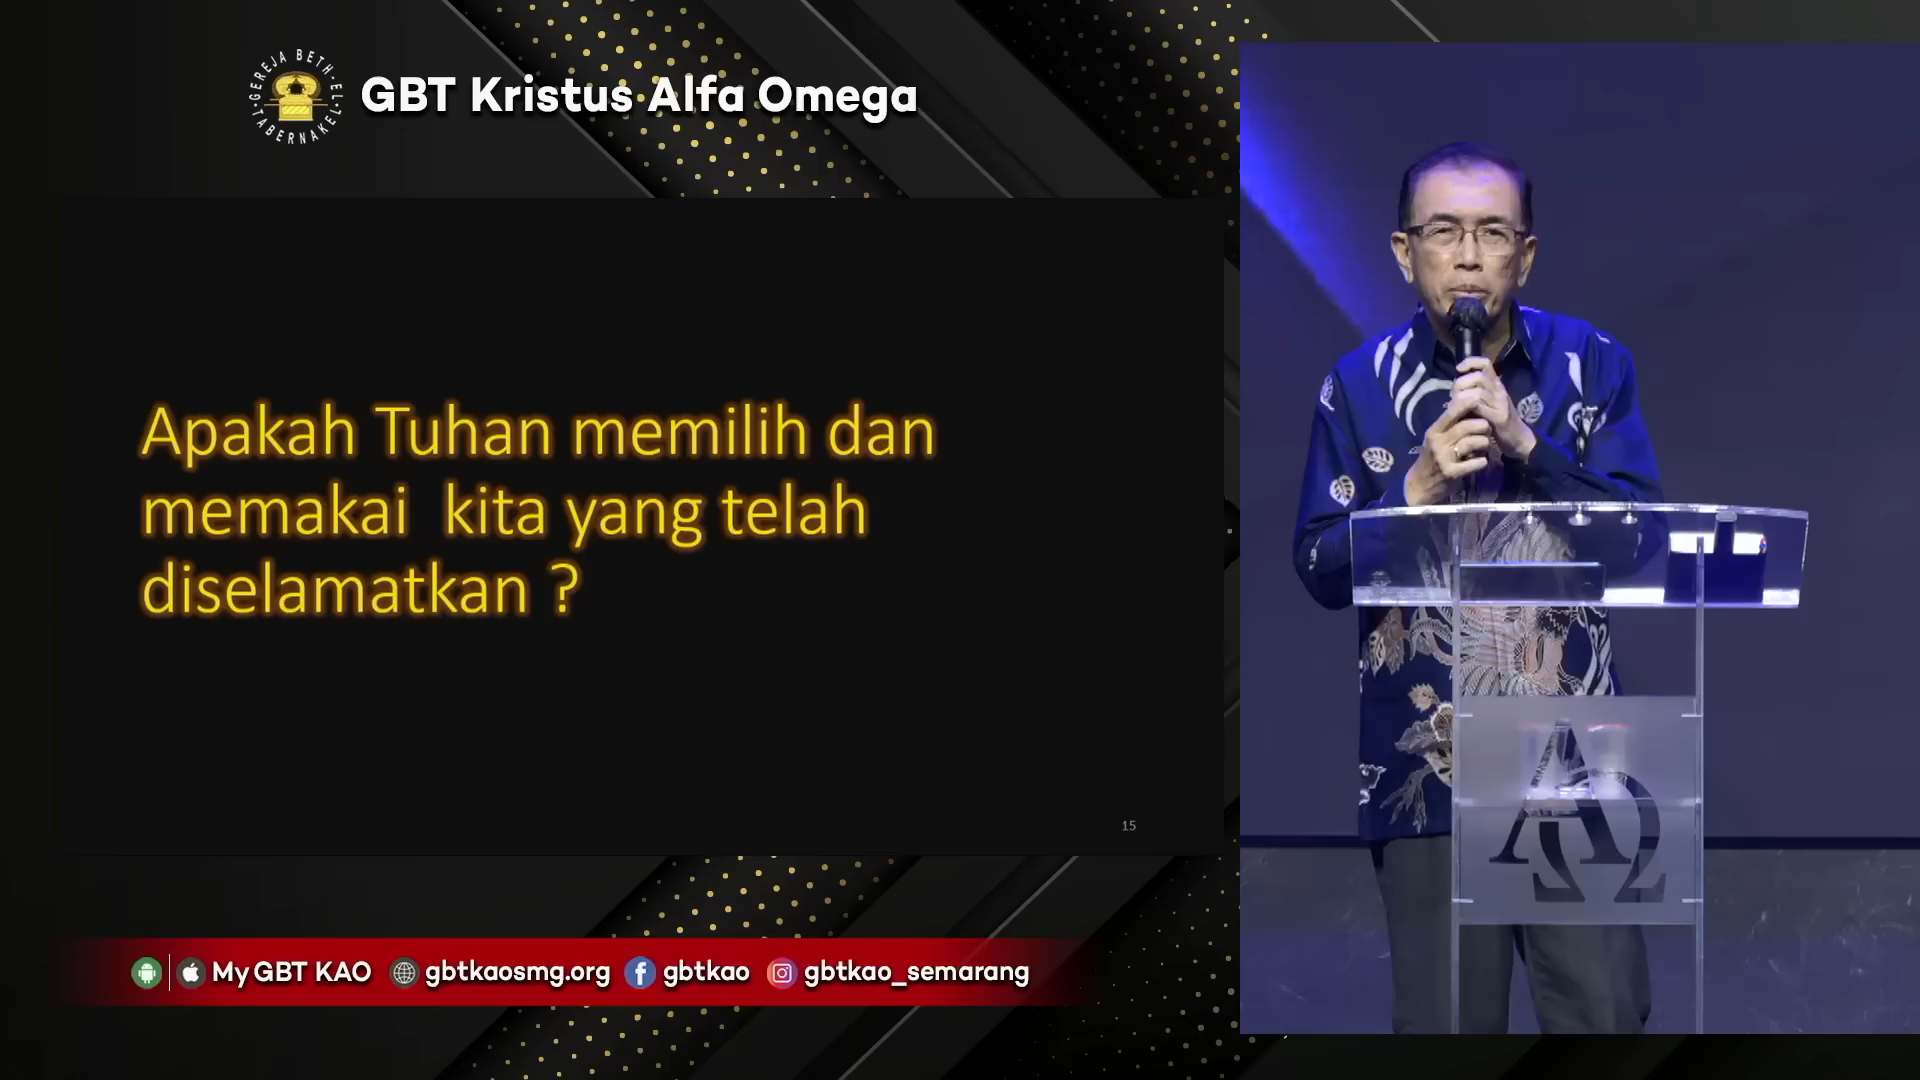 GEREJA BETH-EL TABERNAKEL
GBT Kristus Alfa Omega
Apakah Tuhan memilih dan
memakai kita yang telah
diselamatkan ?
15
My GBT KAO gbtkaosmg.org gbtkao gbtkao_semarang
ΑΩ